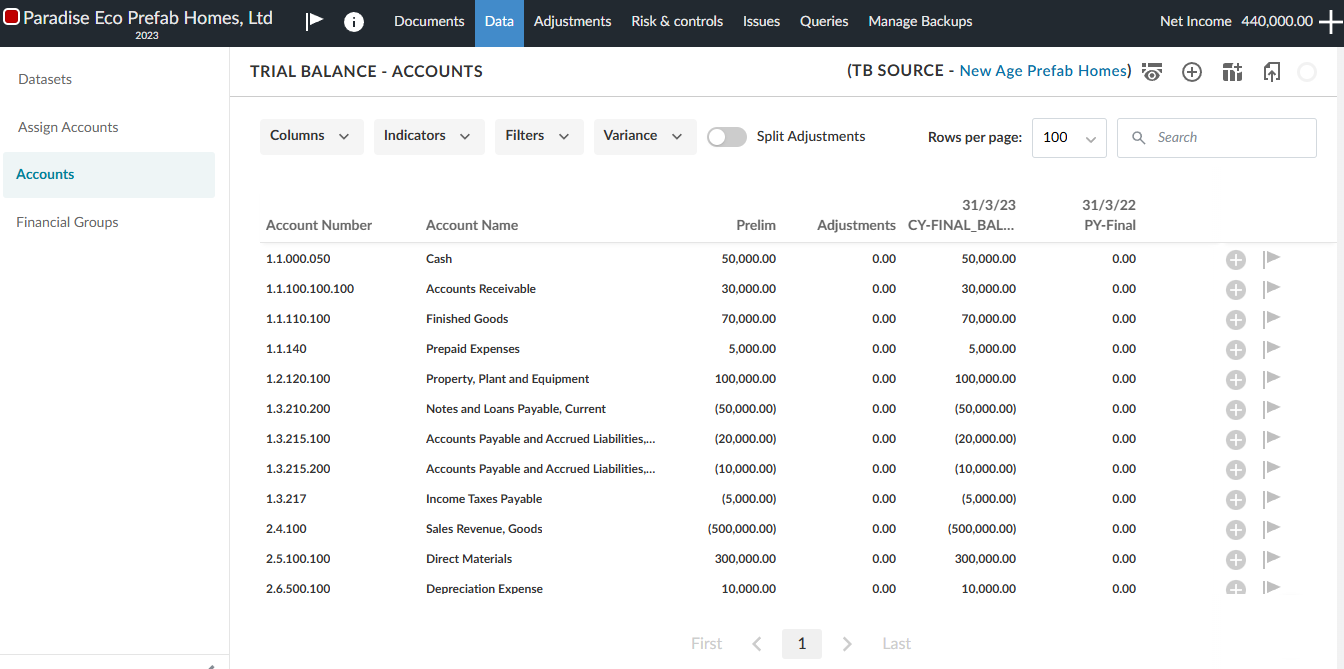 Paradise Eco Prefab Homes, Ltd
2023
Documents Data Adjustments Risk & controls Issues Queries Manage Backups Net Income 440,000.00
Datasets
Assign Accounts
Accounts
Financial Groups
TRIAL BALANCE - ACCOUNTS
(TB SOURCE - New Age Prefab Homes)
Columns Indicators Filters Variance Split Adjustments Rows per page: 100 Search
31/3/23 31/3/22
Account Number Account Name Prelim Adjustments CY-FINAL_BAL... PY-Final
1.1.000.050 Cash 50,000.00 0.00 50,000.00 0.00
1.1.100.100.100 Accounts Receivable 30,000.00 0.00 30,000.00 0.00
1.1.110.100 Finished Goods 70,000.00 0.00 70,000.00 0.00
1.1.140 Prepaid Expenses 5,000.00 0.00 5,000.00 0.00
1.2.120.100 Property, Plant and Equipment 100,000.00 0.00 100,000.00 0.00
1.3.210.200 Notes and Loans Payable, Current (50,000.00) 0.00 (50,000.00) 0.00
1.3.215.100 Accounts Payable and Accrued Liabilities,... (20,000.00) 0.00 (20,000.00) 0.00
1.3.215.200 Accounts Payable and Accrued Liabilities,... (10,000.00) 0.00 (10,000.00) 0.00
1.3.217 Income Taxes Payable (5,000.00) 0.00 (5,000.00) 0.00
2.4.100 Sales Revenue, Goods (500,000.00) 0.00 (500,000.00) 0.00
2.5.100.100 Direct Materials 300,000.00 0.00 300,000.00 0.00
2.6.500.100 Depreciation Expense 10,000.00 0.00 10,000.00 0.00
First 1 Last